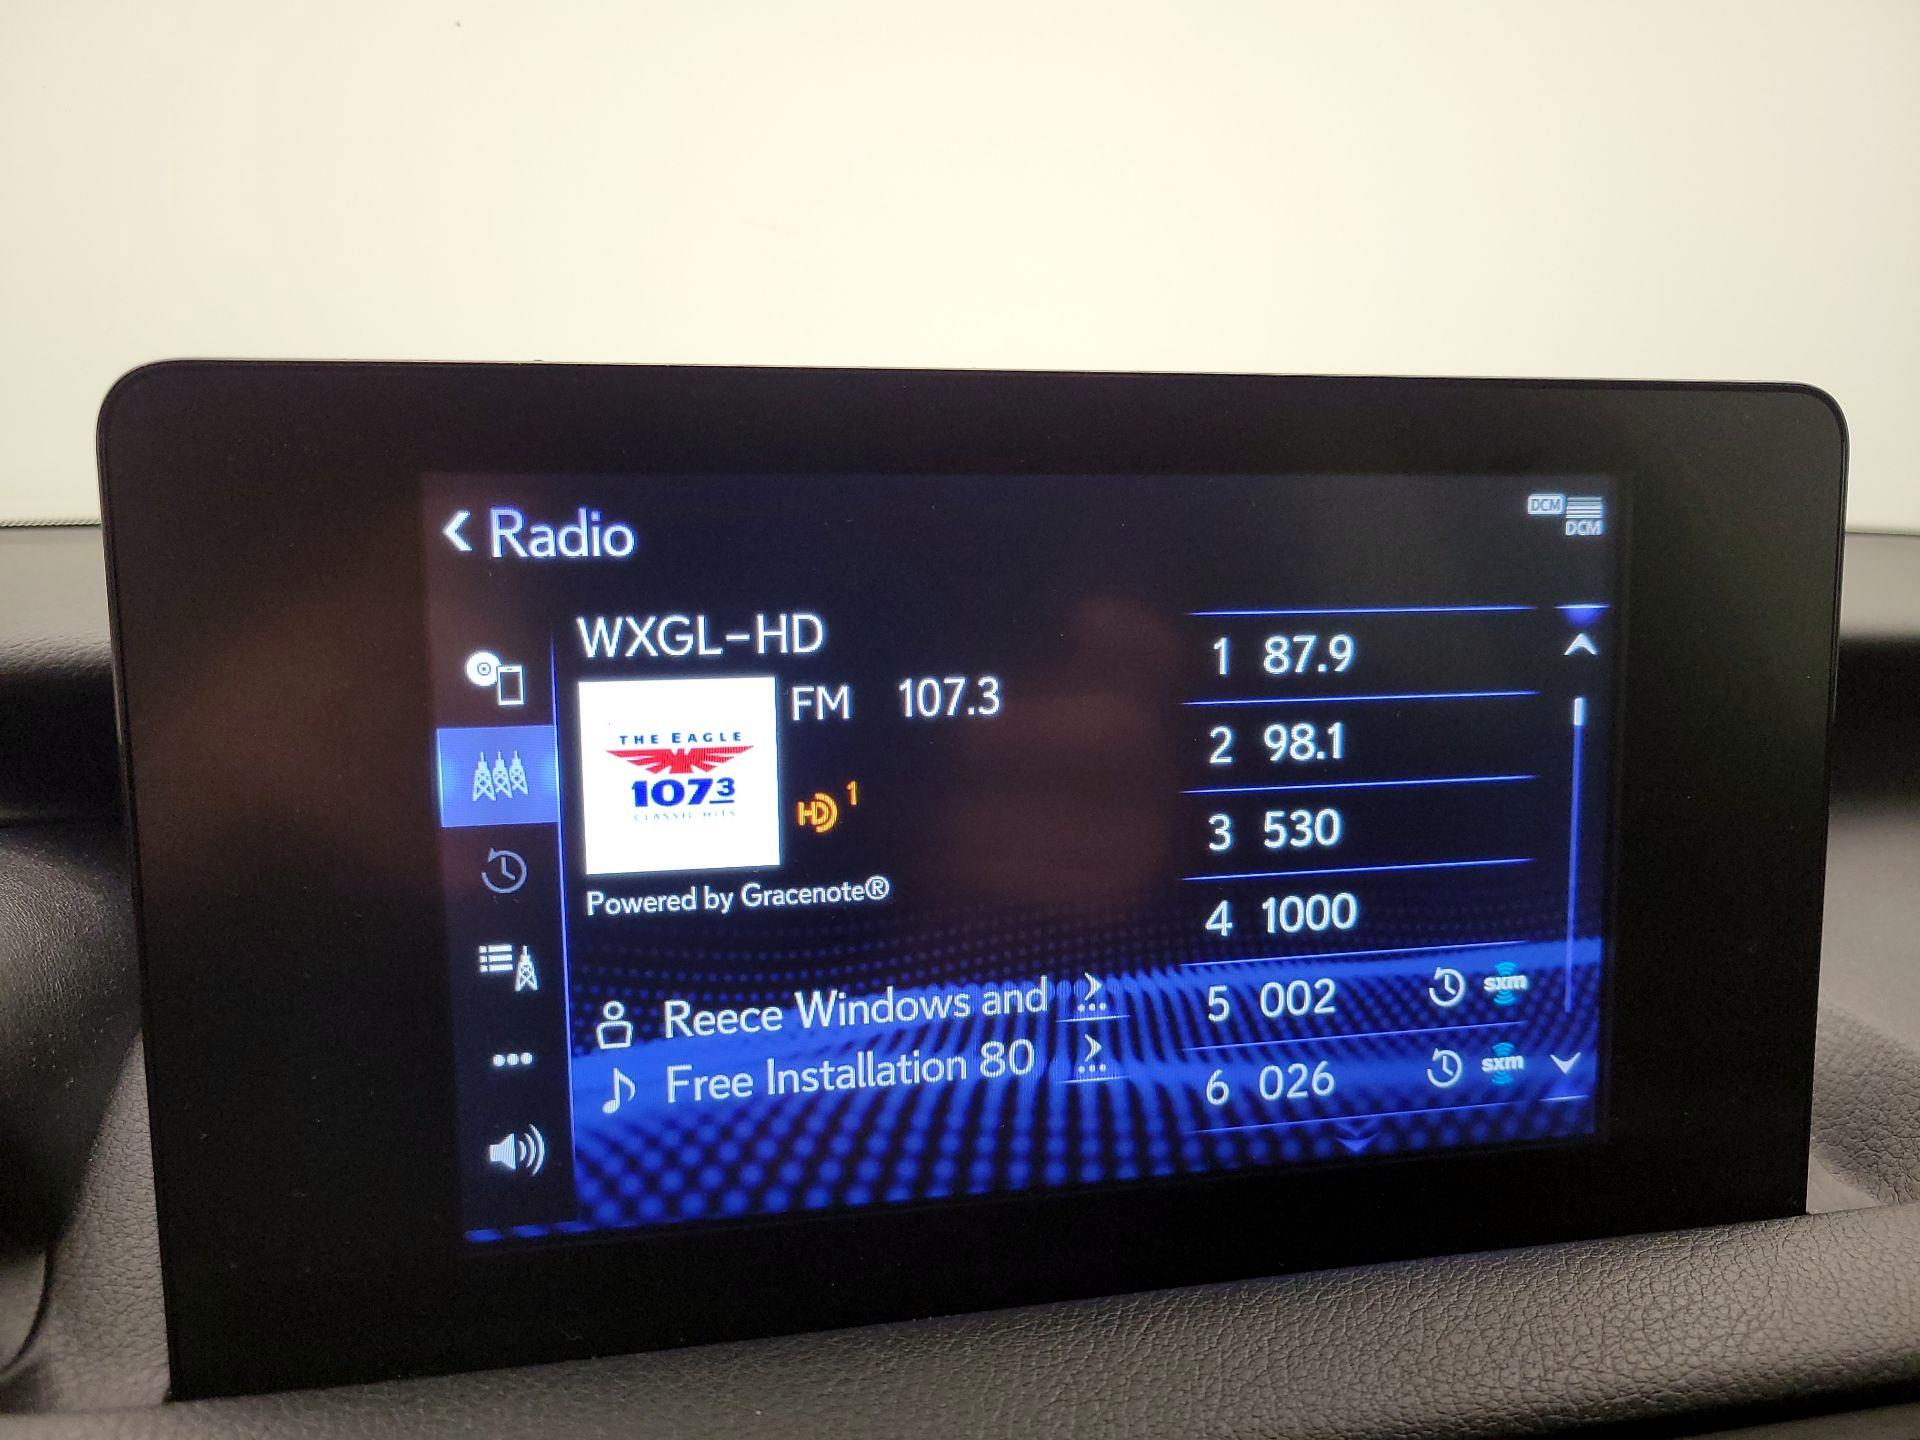 Radio
DCM
DCM
WXGL-HD
FM 107.3
THE EAGLE
1073
CLASSIC HITS
HD 1
Powered by Gracenote®
Reece Windows and
Free Installation 80
1 87.9
2 98.1
3 530
4 1000
5 002 sxm
6 026 sxm